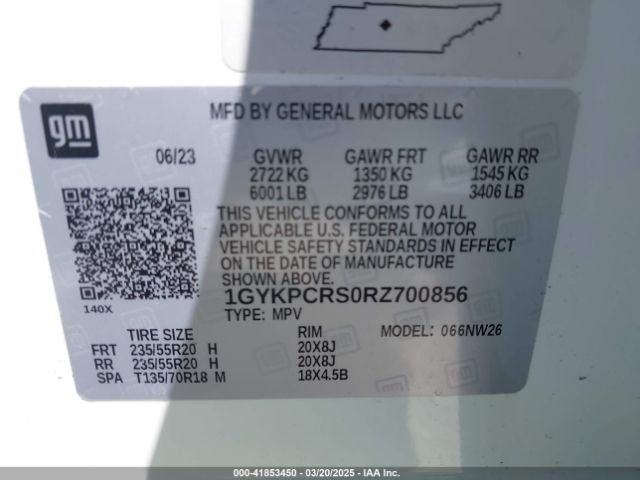 gm
MFD BY GENERAL MOTORS LLC
06/23 GVWR GAWR FRT GAWR RR
2722 KG 1350 KG 1545 KG
6001 LB 2976 LB 3406 LB
THIS VEHICLE CONFORMS TO ALL
APPLICABLE U.S. FEDERAL MOTOR
VEHICLE SAFETY STANDARDS IN EFFECT
ON THE DATE OF MANUFACTURE
SHOWN ABOVE.
140X
1GYKPCRS0RZ700856
TYPE: MPV
TIRE SIZE RIM MODEL: 066NW26
FRT 235/55R20 H 20X8J
RR 235/55R20 H 20X8J
SPA T135/70R18 M 18X4.5B
000-41853450 | 03/20/2025 — IAA Inc.